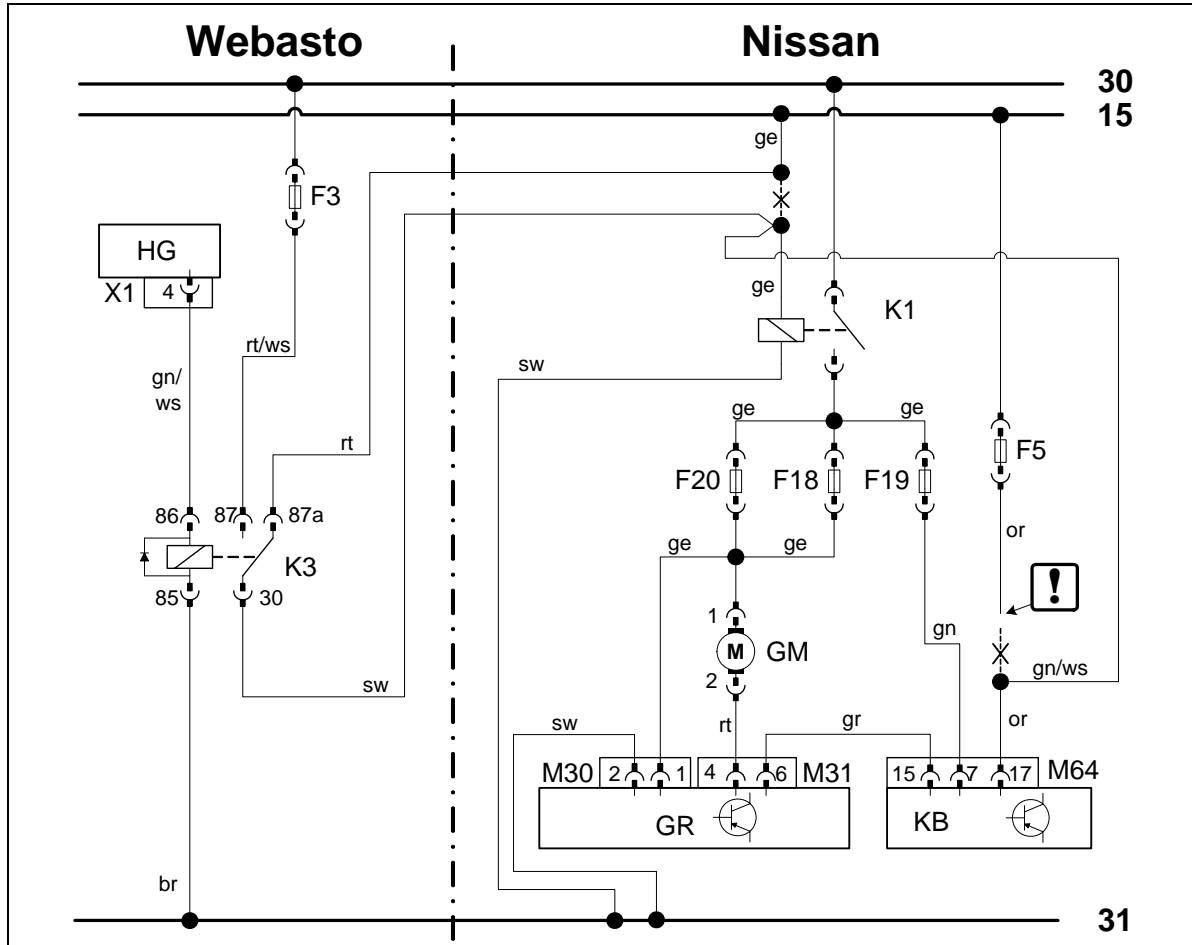 Webasto
Nissan
30
15
ge
F3
HG
X1
4
ge
K1
rt/ws
sw
gn/
ws
ge
ge
rt
F20
F18
F19
F5
or
86
87
87a
K3
ge
ge
!
85
30
1
M
GM
gn
2
gn/ws
sw
sw
rt
gr
or
M30
2
1
4
6
M31
15
7
17
M64
GR
KB
br
31